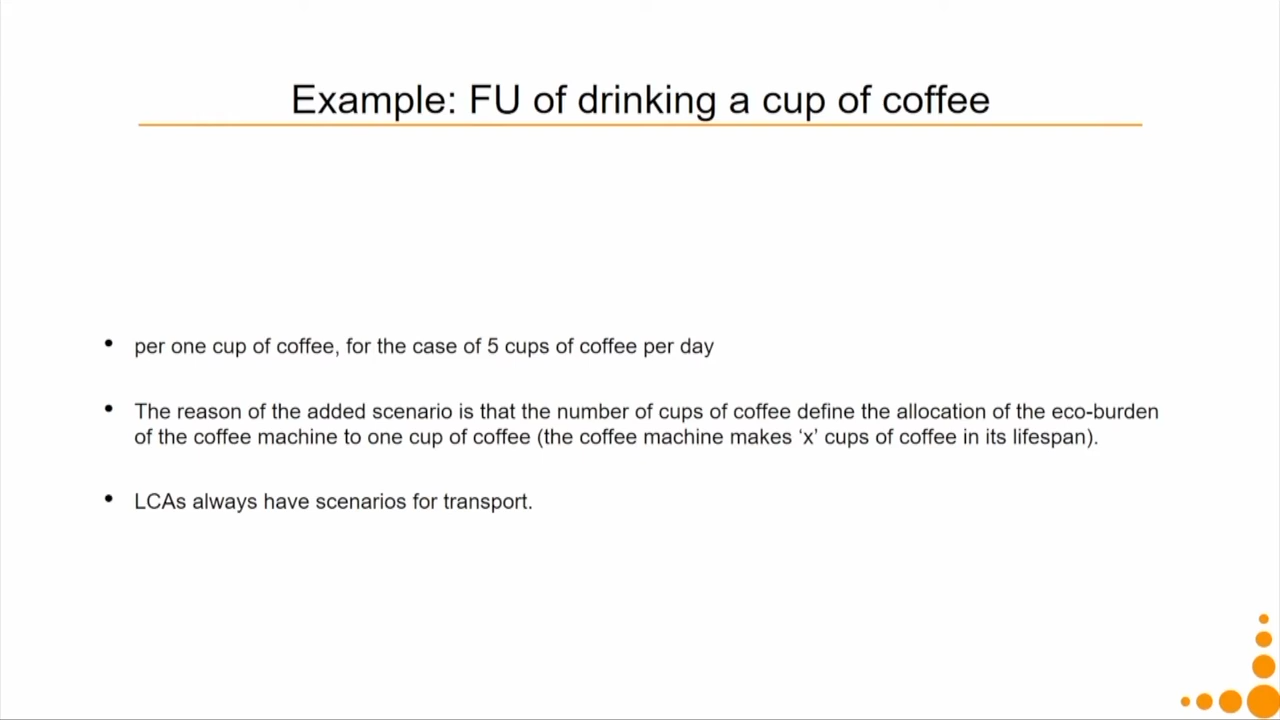 Example: FU of drinking a cup of coffee
• per one cup of coffee, for the case of 5 cups of coffee per day
• The reason of the added scenario is that the number of cups of coffee define the allocation of the eco-burden
of the coffee machine to one cup of coffee (the coffee machine makes ‘x’ cups of coffee in its lifespan).
• LCAs always have scenarios for transport.